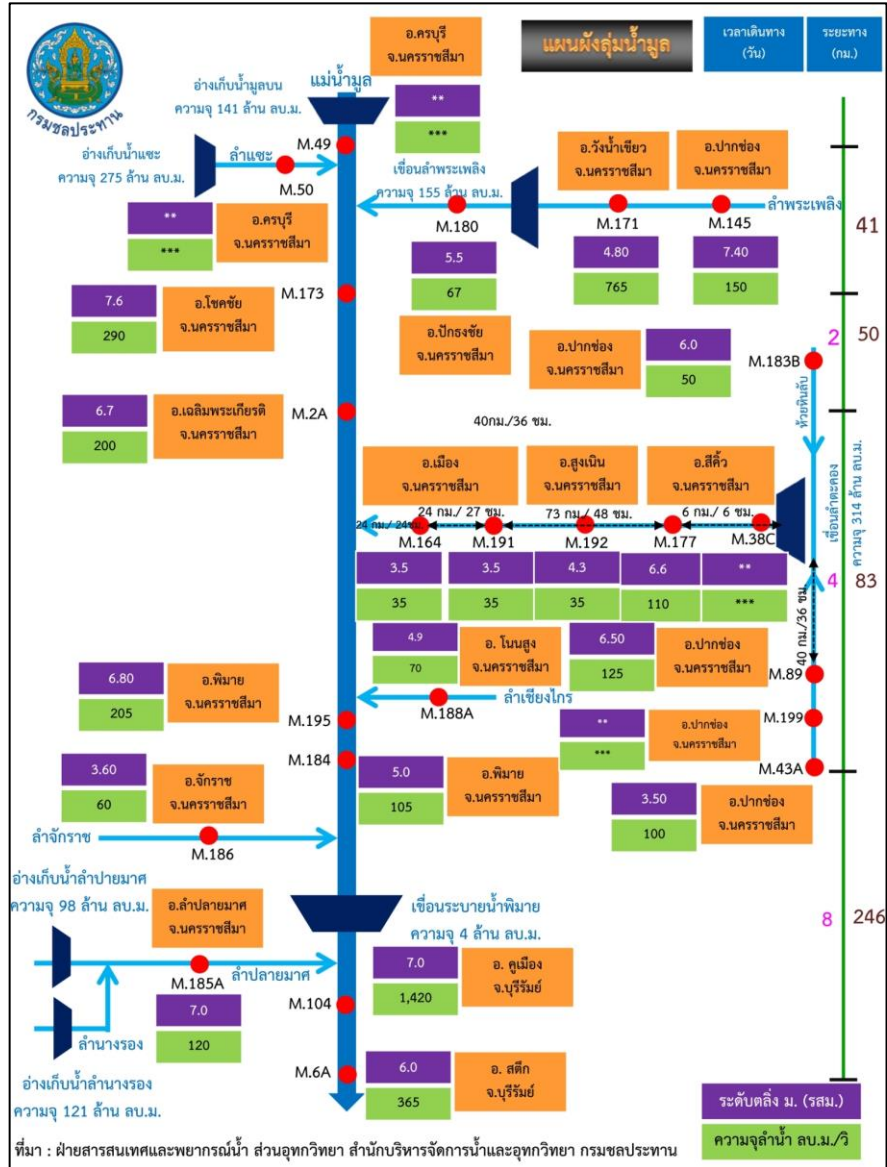 กรมชลประทาน
แผนผังลุ่มน้ำมูล
เวลาเดินทาง
(วัน)
ระยะทาง
(กม.)
อ.ครบุรี
จ.นครราชสีมา
**
***
แม่น้ำมูล
อ่างเก็บน้ำมูลบน
ความจุ 141 ล้าน ลบ.ม.
M.49
อ่างเก็บน้ำแซะ
ความจุ 275 ล้าน ลบ.ม.
ลำแซะ
M.50
**
***
อ.ครบุรี
จ.นครราชสีมา
เขื่อนลำพระเพลิง
ความจุ 155 ล้าน ลบ.ม.
อ.วังน้ำเขียว
จ.นครราชสีมา
อ.ปากช่อง
จ.นครราชสีมา
M.180
M.171
M.145
ลำพระเพลิง
5.5
67
4.80
765
7.40
150
41
อ.ปักธงชัย
จ.นครราชสีมา
7.6
290
อ.โชคชัย
จ.นครราชสีมา
M.173
อ.ปากช่อง
จ.นครราชสีมา
6.0
50
M.183B
ห้วยหินลับ
2
50
6.7
200
อ.เฉลิมพระเกียรติ
จ.นครราชสีมา
M.2A
40กม./36 ชม.
อ.เมือง
จ.นครราชสีมา
อ.สูงเนิน
จ.นครราชสีมา
อ.สีคิ้ว
จ.นครราชสีมา
24 กม./ 24ชม.
24 กม./ 27 ชม.
73 กม./ 48 ชม.
6 กม./ 6 ชม.
M.164
M.191
M.192
M.177
M.38C
เขื่อนลำตะคอง
ความจุ 314 ล้าน ลบ.ม.
3.5
35
3.5
35
4.3
35
6.6
110
**
***
4
83
40 กม./36 ชม.
4.9
70
อ. โนนสูง
จ.นครราชสีมา
6.50
125
อ.ปากช่อง
จ.นครราชสีมา
M.89
6.80
205
อ.พิมาย
จ.นครราชสีมา
M.195
M.188A
ลำเชียงไกร
**
***
อ.ปากช่อง
จ.นครราชสีมา
M.199
M.184
5.0
105
อ.พิมาย
จ.นครราชสีมา
M.43A
3.50
100
อ.ปากช่อง
จ.นครราชสีมา
3.60
60
อ.จักราช
จ.นครราชสีมา
ลำจักราช
M.186
อ่างเก็บน้ำลำปายมาศ
ความจุ 98 ล้าน ลบ.ม.
อ.ลำปลายมาศ
จ.นครราชสีมา
เขื่อนระบายน้ำพิมาย
ความจุ 4 ล้าน ลบ.ม.
8
246
M.185A
ลำปลายมาศ
7.0
120
ลำนางรอง
อ่างเก็บน้ำลำนางรอง
ความจุ 121 ล้าน ลบ.ม.
M.104
7.0
1,420
อ. คูเมือง
จ.บุรีรัมย์
M.6A
6.0
365
อ. สตึก
จ.บุรีรัมย์
ระดับตลิ่ง ม. (รสม.)
ความจุลำน้ำ ลบ.ม./วิ
ที่มา : ฝ่ายสารสนเทศและพยากรณ์น้ำ ส่วนอุทกวิทยา สำนักบริหารจัดการน้ำและอุทกวิทยา กรมชลประทาน